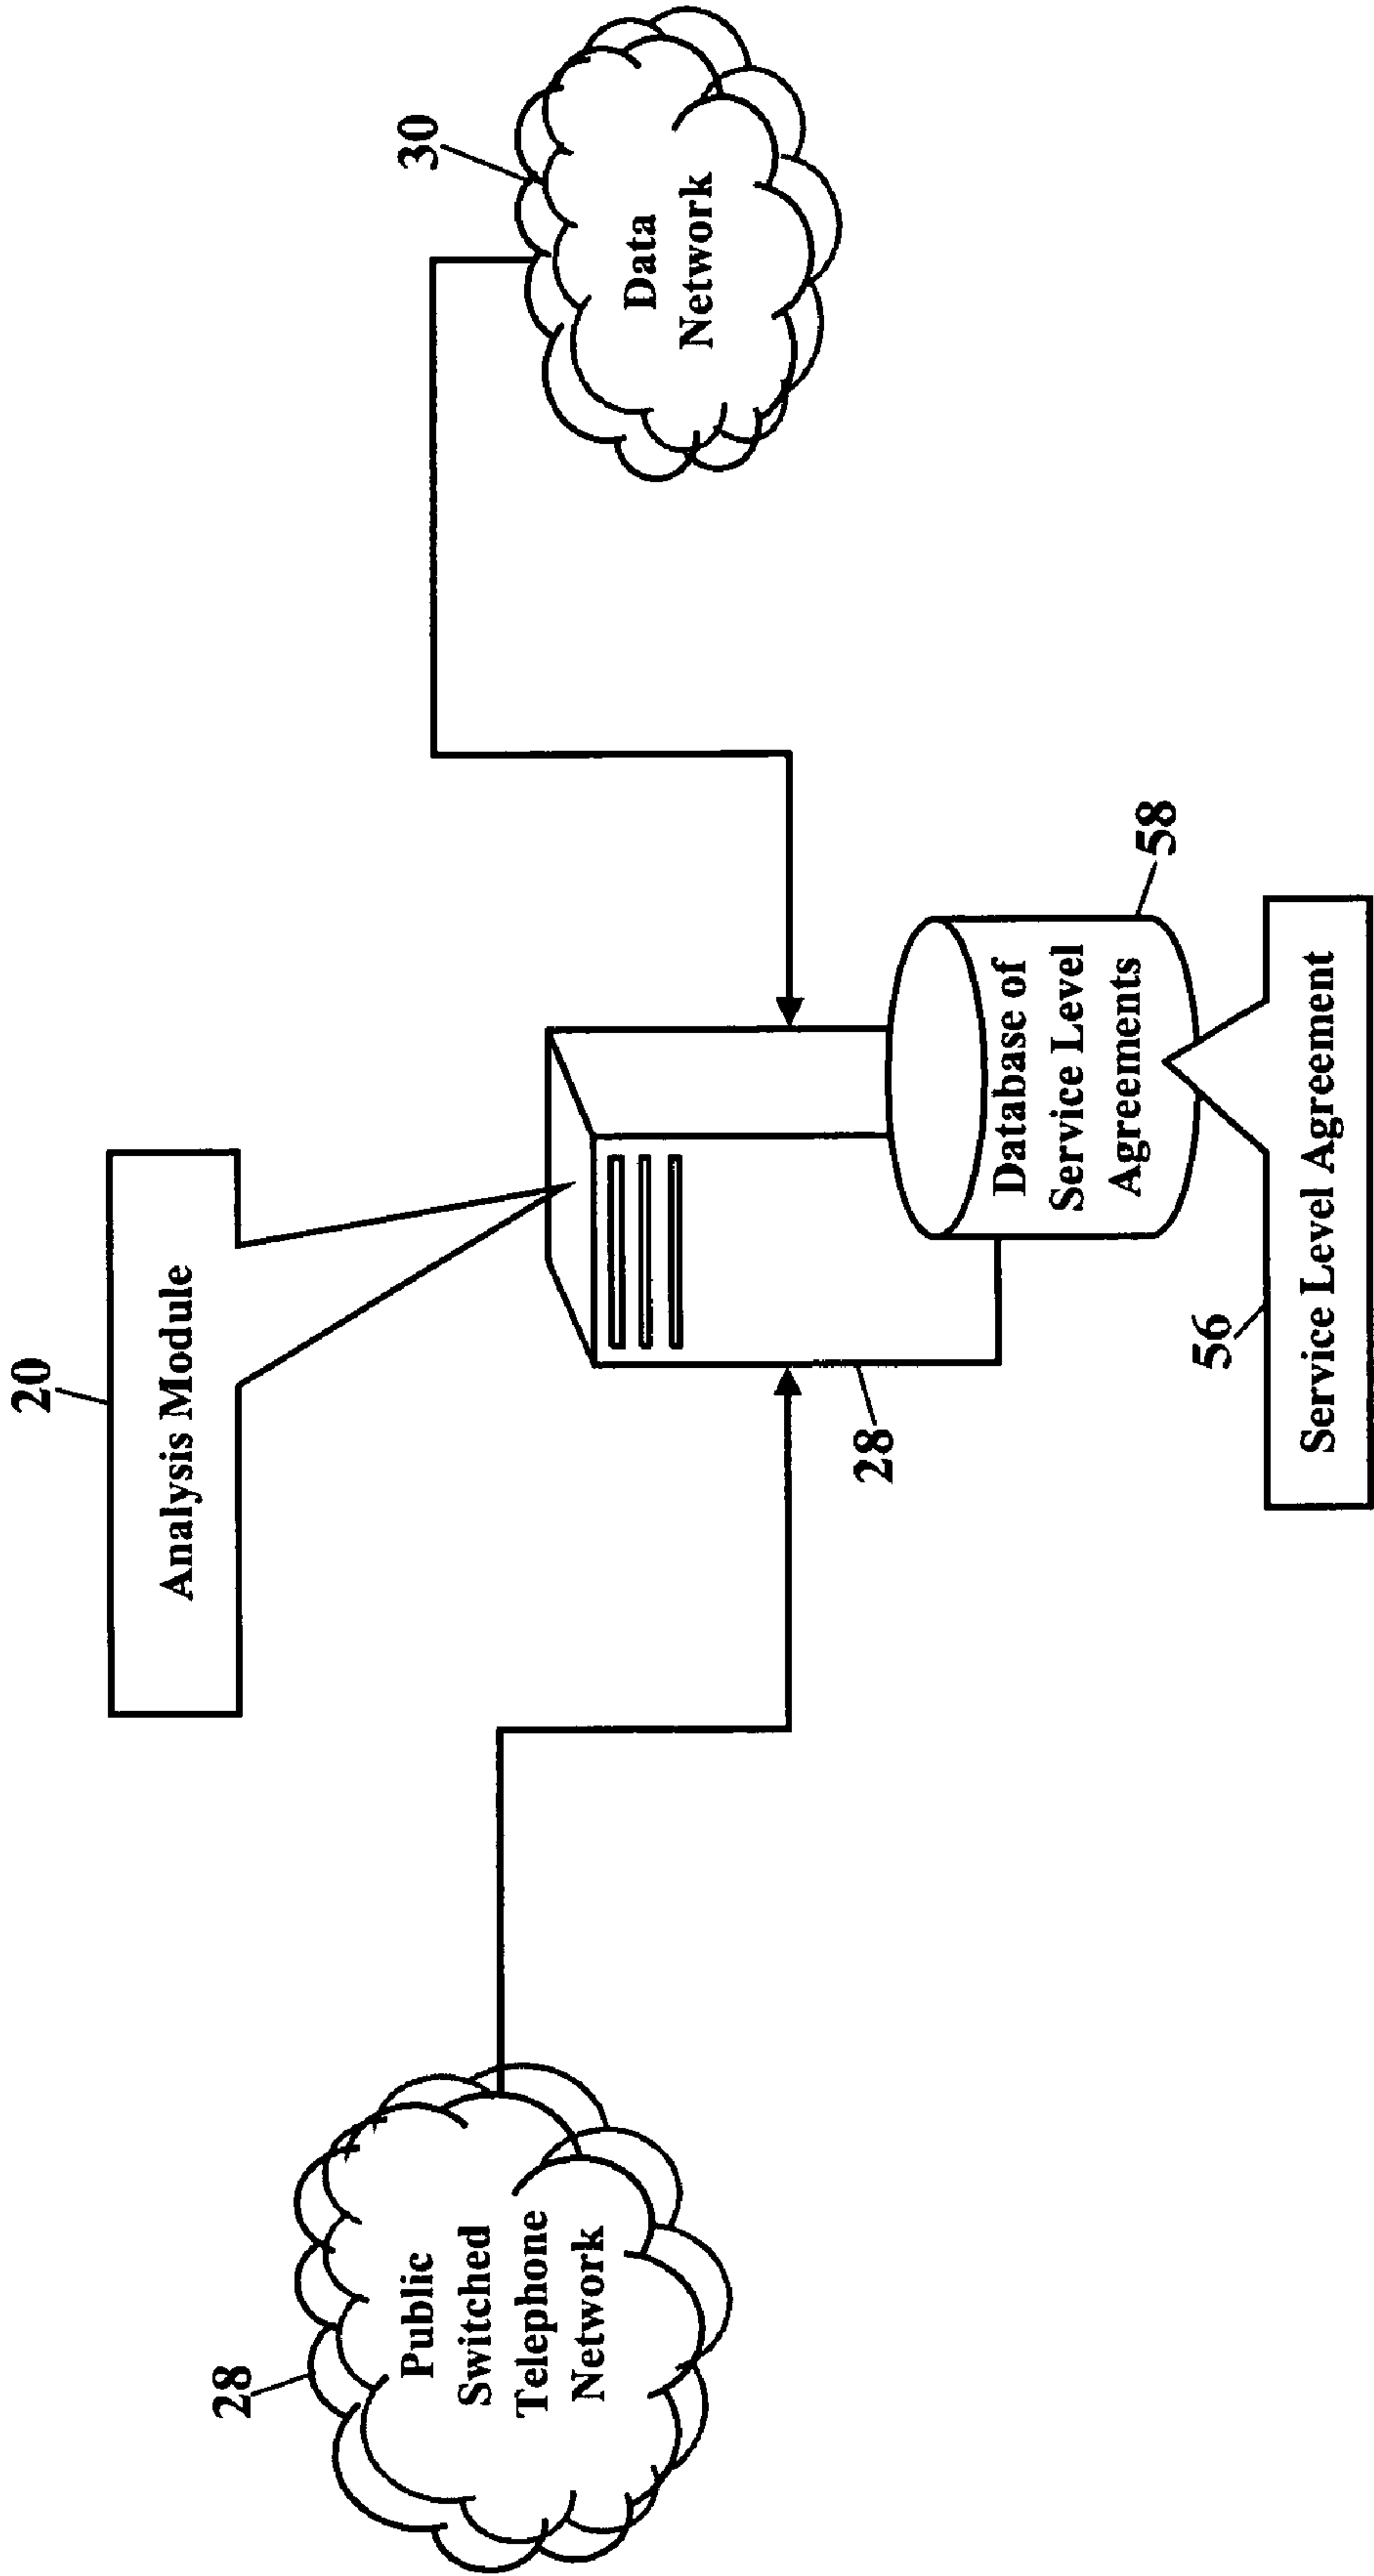 20
Analysis Module
28
Public
Switched
Telephone
Network
30
Data
Network
28
Database of
Service Level
Agreements
58
56
Service Level Agreement